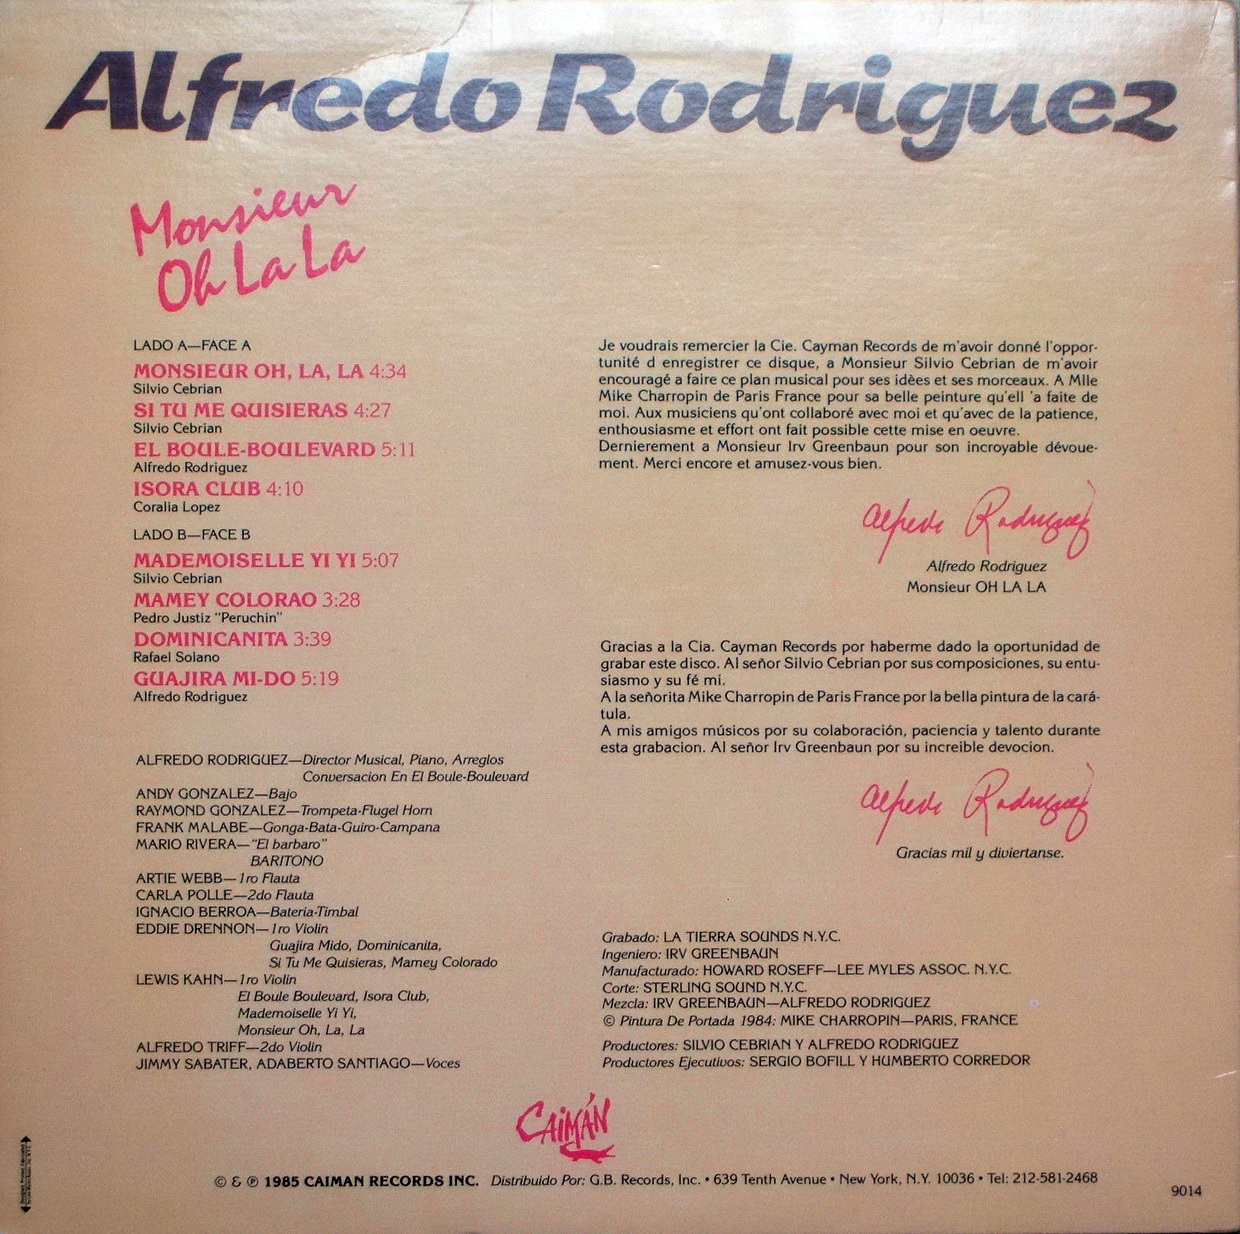 Alfredo Rodriguez
Monsieur
Oh La La
LADO A—FACE A
MONSIEUR OH, LA, LA 4:34
Silvio Cebrian
SI TU ME QUISIERAS 4:27
Silvio Cebrian
EL BOULE-BOULEVARD 5:11
Alfredo Rodriguez
ISORA CLUB 4:10
Coralia Lopez
LADO B—FACE B
MADEMOISELLE YI YI 5:07
Silvio Cebrian
MAMEY COLORAO 3:28
Pedro Justiz "Peruchin"
DOMINICANITA 3:39
Rafael Solano
GUAJIRA MI-DO 5:19
Alfredo Rodriguez
ALFREDO RODRIGUEZ—Director Musical, Piano, Arreglos
Conversacion En El Boule-Boulevard
ANDY GONZALEZ—Bajo
RAYMOND GONZALEZ—Trompeta-Flugel Horn
FRANK MALABE—Gonga-Bata-Guiro-Campana
MARIO RIVERA—"El barbaro"
BARITONO
ARTIE WEBB—1ro Flauta
CARLA POLLE—2do Flauta
IGNACIO BERROA—Bateria-Timbal
EDDIE DRENNON—1ro Violin
Guajira Mido, Dominicanita,
Si Tu Me Quisieras, Mamey Colorado
LEWIS KAHN—1ro Violin
El Boule Boulevard, Isora Club,
Mademoiselle Yi Yi,
Monsieur Oh, La, La
ALFREDO TRIFF—2do Violin
JIMMY SABATER, ADABERTO SANTIAGO—Voces
Je voudrais remercier la Cie. Cayman Records de m'avoir donné l'oppor-
tunité d enregistrer ce disque, a Monsieur Silvio Cebrian de m'avoir
encouragé a faire ce plan musical pour ses idèes et ses morceaux. A Mlle
Mike Charropin de Paris France pour sa belle peinture qu'ell 'a faite de
moi. Aux musiciens qu'ont collaboré avec moi et qu'avec de la patience,
enthousiasme et effort ont fait possible cette mise en oeuvre.
Dernierement a Monsieur Irv Greenbaun pour son incroyable dévoue-
ment. Merci encore et amusez-vous bien.
Alfredo Rodriguez
Alfredo Rodriguez
Monsieur OH LA LA
Gracias a la Cia. Cayman Records por haberme dado la oportunidad de
grabar este disco. Al señor Silvio Cebrian por sus composiciones, su entu-
siasmo y su fé mi.
A la señorita Mike Charropin de Paris France por la bella pintura de la cará-
tula.
A mis amigos músicos por su colaboración, paciencia y talento durante
esta grabacion. Al señor Irv Greenbaun por su increible devocion.
Alfredo Rodriguez
Gracias mil y diviertanse.
Grabado: LA TIERRA SOUNDS N.Y.C.
Ingeniero: IRV GREENBAUN
Manufacturado: HOWARD ROSEFF—LEE MYLES ASSOC. N.Y.C.
Corte: STERLING SOUND N.Y.C.
Mezcla: IRV GREENBAUN—ALFREDO RODRIGUEZ
© Pintura De Portada 1984: MIKE CHARROPIN—PARIS, FRANCE
Productores: SILVIO CEBRIAN Y ALFREDO RODRIGUEZ
Productores Ejecutivos: SERGIO BOFILL Y HUMBERTO CORREDOR
CAIMÁN
© & ℗ 1985 CAIMAN RECORDS INC. Distribuido Por: G.B. Records, Inc. • 639 Tenth Avenue • New York, N.Y. 10036 • Tel: 212-581-2468
9014